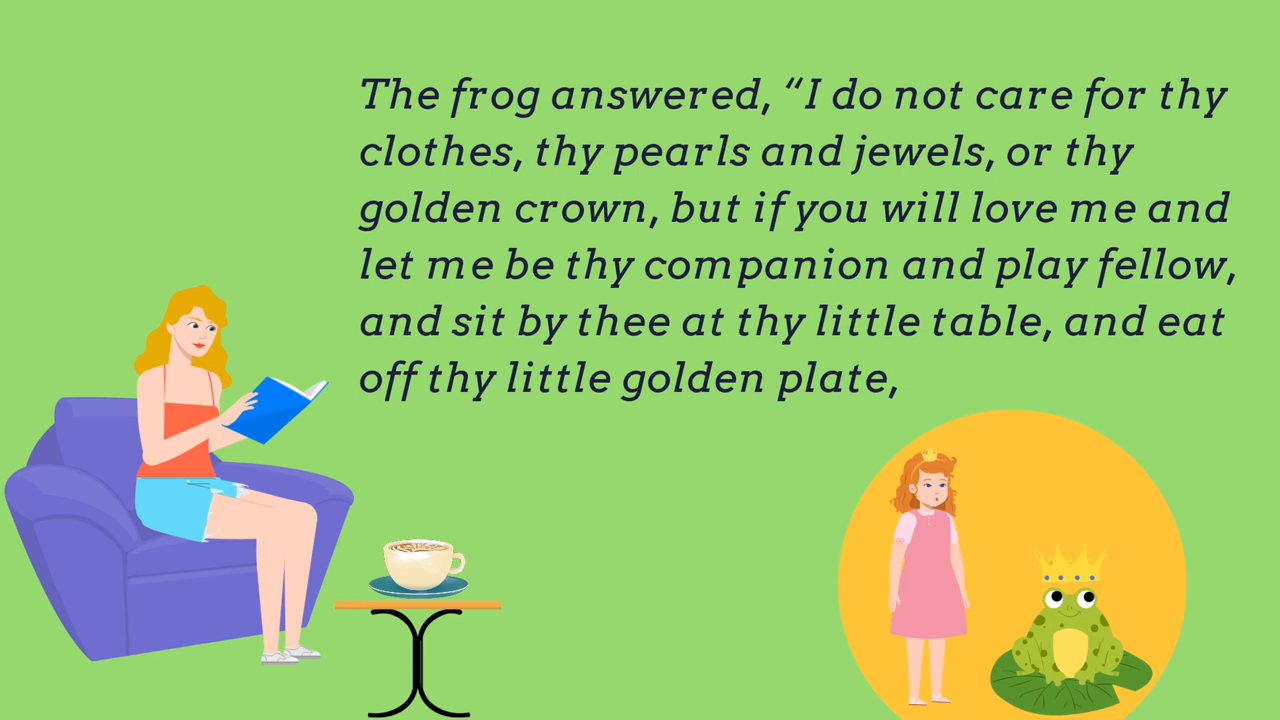 The frog answered, “I do not care for thy
clothes, thy pearls and jewels, or thy
golden crown, but if you will love me and
let me be thy companion and play fellow,
and sit by thee at thy little table, and eat
off thy little golden plate,